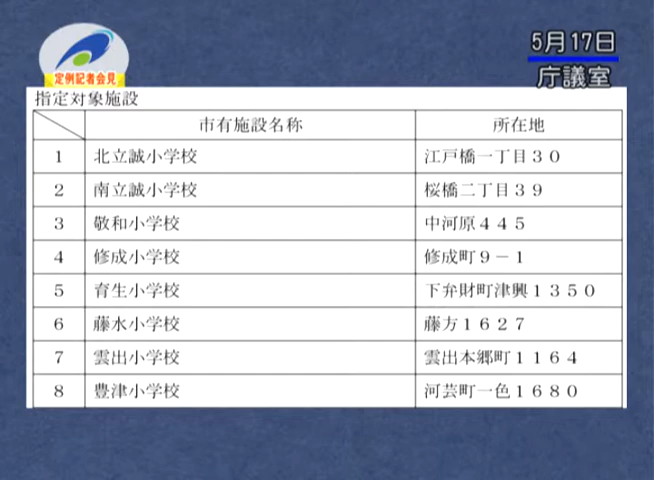 定例記者会見
5月17日
庁議室
指定対象施設
市有施設名称 所在地
1 北立誠小学校 江戸橋一丁目30
2 南立誠小学校 桜橋二丁目39
3 敬和小学校 中河原445
4 修成小学校 修成町9-1
5 育生小学校 下弁財町津興1350
6 藤水小学校 藤方1627
7 雲出小学校 雲出本郷町1164
8 豊津小学校 河芸町一色1680